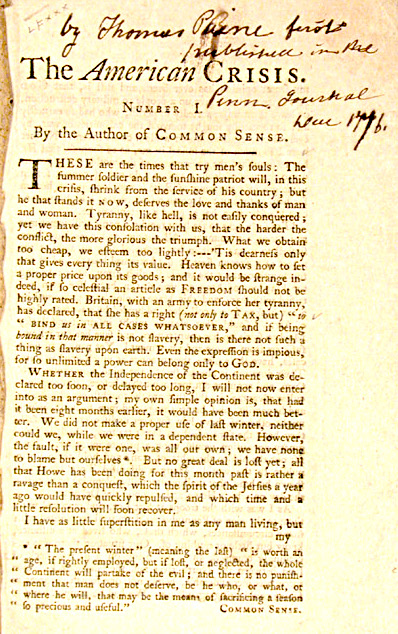 LXXXX
by Thomas Paine first
published in the
The American CRISIS.
Penn. Journal
NUMBER I.
Dec 1776.
By the Author of COMMON SENSE.
THESE are the times that try men's souls: The
ſummer ſoldier and the ſunſhine patriot will, in this
criſis, ſhrink from the ſervice of his country; but
he that ſtands it NOW, deſerves the love and thanks of man
and woman. Tyranny, like hell, is not eaſily conquered;
yet we have this conſolation with us, that the harder the
conflict, the more glorious the triumph. What we obtain
too cheap, we eſteem too lightly:---'Tis dearneſs only
that gives every thing its value. Heaven knows how to ſet
a proper price upon its goods; and it would be ſtrange in-
deed, if ſo celeſtial an article as FREEDOM ſhould not be
highly rated. Britain, with an army to enforce her tyranny,
has declared, that ſhe has a right (not only to TAX, but) "to
" BIND us in ALL CASES WHATSOEVER," and if being
bound in that manner is not ſlavery, then is there not ſuch a
thing as ſlavery upon earth. Even the expreſſion is impious,
for ſo unlimited a power can belong only to GOD.
WHETHER the Independence of the Continent was de-
clared too ſoon, or delayed too long, I will not now enter
into as an argument; my own ſimple opinion is, that had
it been eight months earlier, it would have been much bet-
ter. We did not make a proper uſe of laſt winter, neither
could we, while we were in a dependent ſtate. However,
the fault, if it were one, was all our own; we have none
to blame but ourſelves *. But no great deal is loſt yet; all
that Howe has been doing for this month paſt is rather a
ravage than a conqueſt, which the ſpirit of the Jerſies a year
ago would have quickly repulſed, and which time and a
little reſolution will ſoon recover.
I have as little ſuperſtition in me as any man living, but
my
* " The preſent winter" (meaning the laſt) " is worth an
" age, if rightly employed, but if loſt, or neglected, the whole
" Continent will partake of the evil; and there is no puniſh-
" ment that man does not deſerve, be he who, or what, or
" where he will, that may be the means of ſacrificing a ſeaſon
" ſo precious and uſeful." COMMON SENSE.